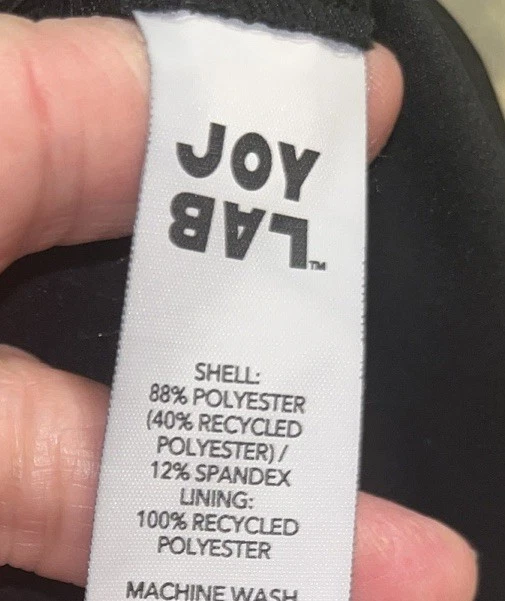 JOY
LAB™
SHELL:
88% POLYESTER
(40% RECYCLED
POLYESTER) /
12% SPANDEX
LINING:
100% RECYCLED
POLYESTER
MACHINE WASH